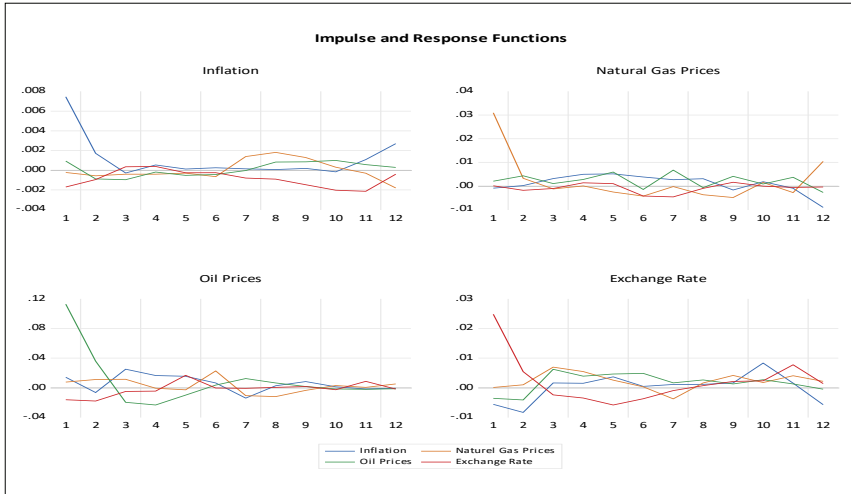 Impulse and Response Functions
Inflation
.008
.006
.004
.002
.000
-.002
-.004
1 2 3 4 5 6 7 8 9 10 11 12
Natural Gas Prices
.04
.03
.02
.01
.00
-.01
1 2 3 4 5 6 7 8 9 10 11 12
Oil Prices
.12
.08
.04
.00
-.04
1 2 3 4 5 6 7 8 9 10 11 12
Exchange Rate
.03
.02
.01
.00
-.01
1 2 3 4 5 6 7 8 9 10 11 12
Inflation Naturel Gas Prices
Oil Prices Exchange Rate